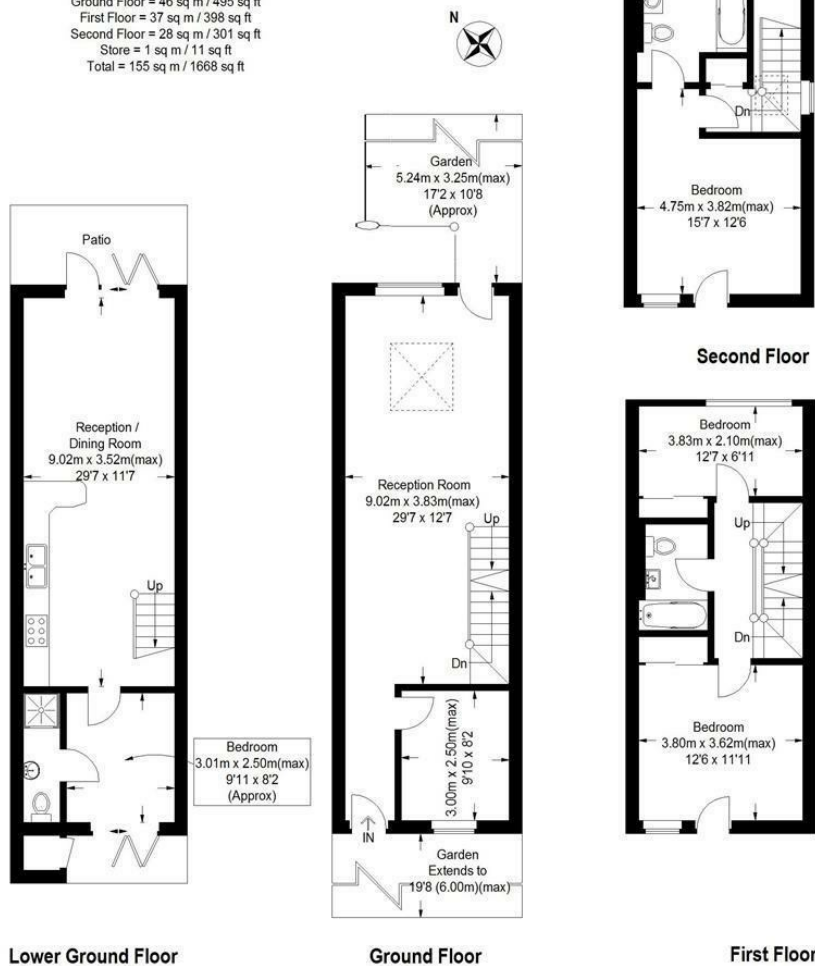 Ground Floor = 46 sq m / 495 sq ft
First Floor = 37 sq m / 398 sq ft
Second Floor = 28 sq m / 301 sq ft
Store = 1 sq m / 11 sq ft
Total = 155 sq m / 1668 sq ft
N
Dn
Bedroom
4.75m x 3.82m(max)
15'7 x 12'6
Second Floor
Garden
5.24m x 3.25m(max)
17'2 x 10'8
(Approx)
Patio
Reception /
Dining Room
9.02m x 3.52m(max)
29'7 x 11'7
Up
Bedroom
3.01m x 2.50m(max)
9'11 x 8'2
(Approx)
Lower Ground Floor
Reception Room
9.02m x 3.83m(max)
29'7 x 12'7
Up
Dn
3.00m x 2.50m(max)
9'10 x 8'2
IN
Garden
Extends to
19'8 (6.00m)(max)
Ground Floor
Bedroom
3.83m x 2.10m(max)
12'7 x 6'11
Up
Dn
Bedroom
3.80m x 3.62m(max)
12'6 x 11'11
First Floor